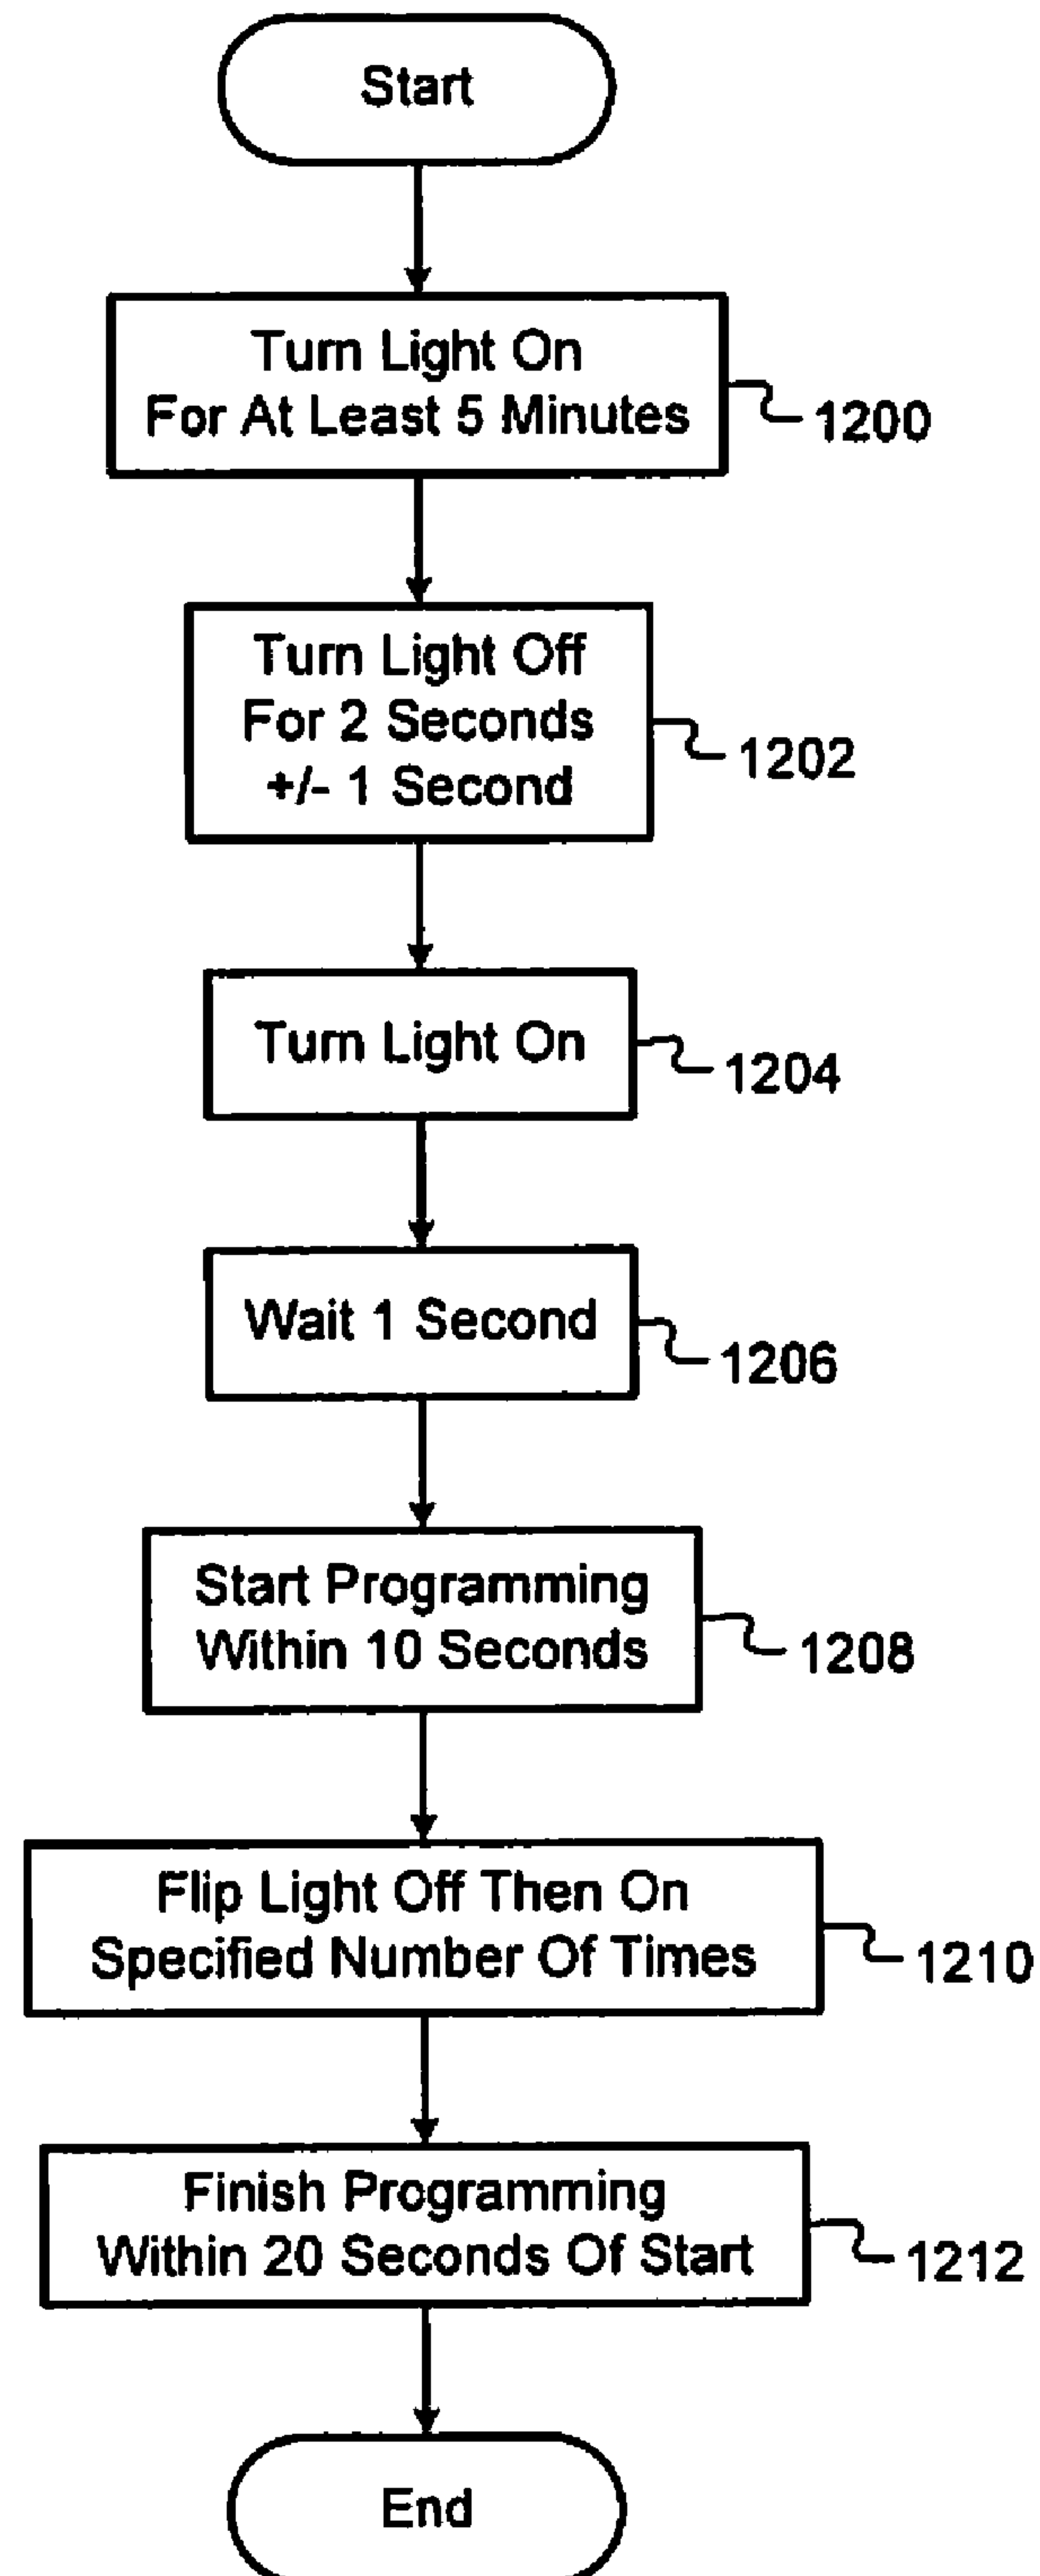 Start
Turn Light On
For At Least 5 Minutes
1200
Turn Light Off
For 2 Seconds
+/- 1 Second
1202
Turn Light On
1204
Wait 1 Second
1206
Start Programming
Within 10 Seconds
1208
Flip Light Off Then On
Specified Number Of Times
1210
Finish Programming
Within 20 Seconds Of Start
1212
End